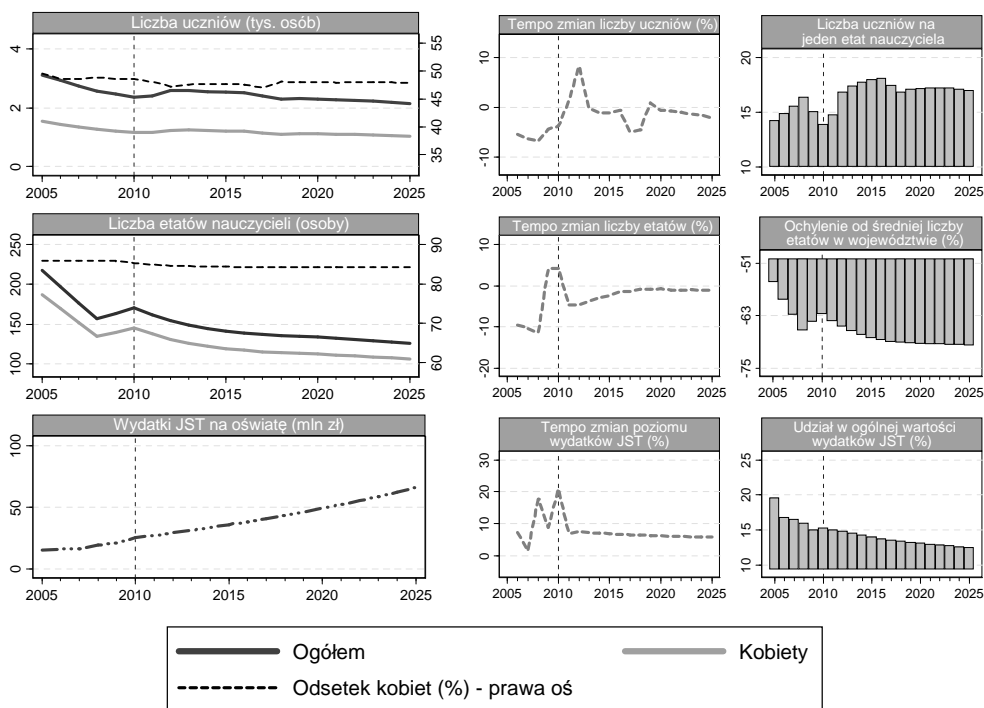 Liczba uczniów (tys. osób)
4
2
0
55
50
45
40
35
2005 2010 2015 2020 2025
Tempo zmian liczby uczniów (%)
10
0
-10
2005 2010 2015 2020 2025
Liczba uczniów na
jeden etat nauczyciela
20
15
10
2005 2010 2015 2020 2025
Liczba etatów nauczycieli (osoby)
250
200
150
100
90
80
70
60
2005 2010 2015 2020 2025
Tempo zmian liczby etatów (%)
10
0
-10
-20
2005 2010 2015 2020 2025
Ochylenie od średniej liczby
etatów w województwie (%)
-51
-63
-75
2005 2010 2015 2020 2025
Wydatki JST na oświatę (mln zł)
100
50
0
2005 2010 2015 2020 2025
Tempo zmian poziomu
wydatków JST (%)
30
20
10
0
2005 2010 2015 2020 2025
Udział w ogólnej wartości
wydatków JST (%)
25
20
15
10
2005 2010 2015 2020 2025
Ogółem
Kobiety
Odsetek kobiet (%) - prawa oś